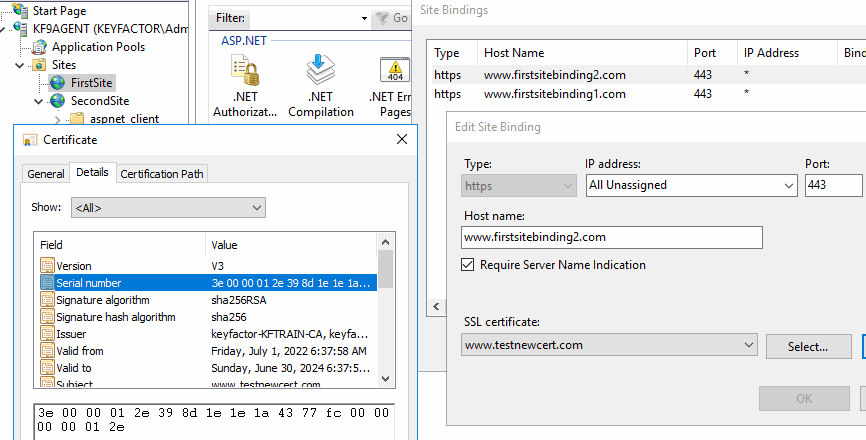 Start Page
KF9AGENT (KEYFACTOR\Adm
Application Pools
Sites
FirstSite
SecondSite
aspnet_client
Filter:
Go
ASP.NET
.NET Authorizat...
.NET Compilation
404
.NET Err Pages
Site Bindings
Type Host Name Port IP Address Bind
https www.firstsitebinding2.com 443 *
https www.firstsitebinding1.com 443 *
Edit Site Binding
Type: IP address: Port:
https All Unassigned 443
Host name:
www.firstsitebinding2.com
Require Server Name Indication
SSL certificate:
www.testnewcert.com Select...
OK
Certificate
General Details Certification Path
Show: <All>
Field Value
Version V3
Serial number 3e 00 00 01 2e 39 8d 1e 1e 1a...
Signature algorithm sha256RSA
Signature hash algorithm sha256
Issuer keyfactor-KFTRAIN-CA, keyfa...
Valid from Friday, July 1, 2022 6:37:58 AM
Valid to Sunday, June 30, 2024 6:37:5...
Subject www.testnewcert.com
3e 00 00 01 2e 39 8d 1e 1e 1a 43 77 fc 00 00
00 00 01 2e